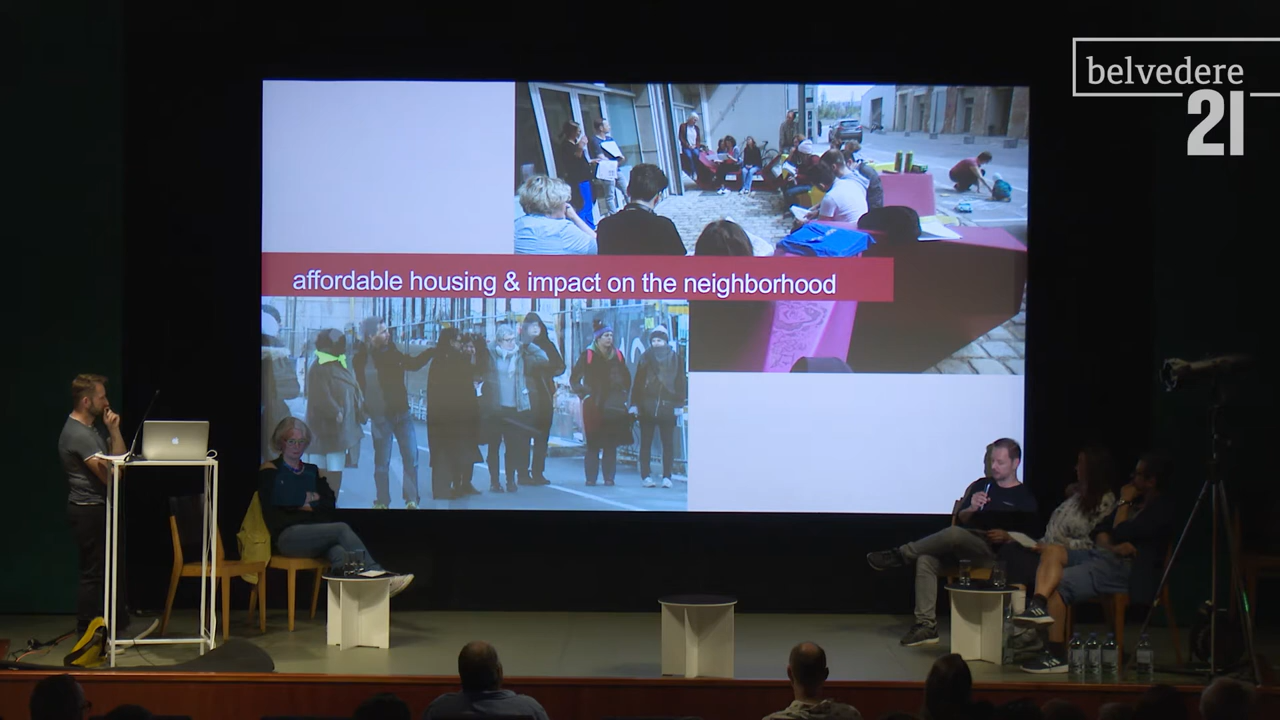 belvedere
21
affordable housing & impact on the neighborhood